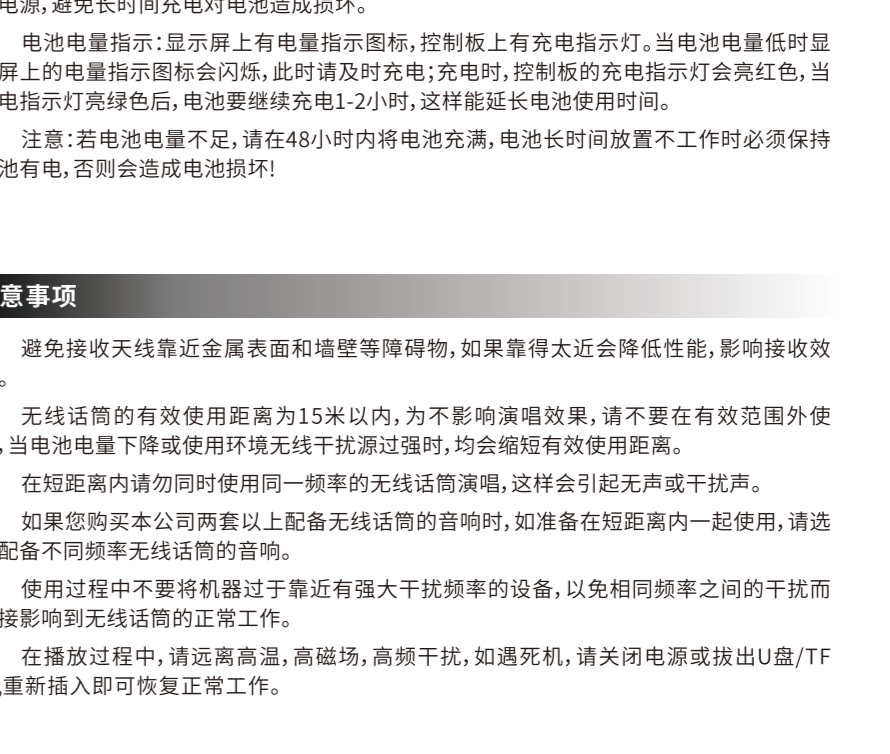 电源，避免长时间充电对电池造成损坏。
电池电量指示：显示屏上有电量指示图标，控制板上有充电指示灯。当电池电量低时显
屏上的电量指示图标会闪烁，此时请及时充电；充电时，控制板的充电指示灯会亮红色，当
电指示灯亮绿色后，电池要继续充电1-2小时，这样能延长电池使用时间。
注意：若电池电量不足，请在48小时内将电池充满，电池长时间放置不工作时必须保持
池有电，否则会造成电池损坏！
意事项
避免接收天线靠近金属表面和墙壁等障碍物，如果靠得太近会降低性能，影响接收效
。
无线话筒的有效使用距离为15米以内，为不影响演唱效果，请不要在有效范围外使
，当电池电量下降或使用环境无线干扰源过强时，均会缩短有效使用距离。
在短距离内请勿同时使用同一频率的无线话筒演唱，这样会引起无声或干扰声。
如果您购买本公司两套以上配备无线话筒的音响时，如准备在短距离内一起使用，请选
配备不同频率无线话筒的音响。
使用过程中不要将机器过于靠近有强大干扰频率的设备，以免相同频率之间的干扰而
接影响到无线话筒的正常工作。
在播放过程中，请远离高温，高磁场，高频干扰，如遇死机，请关闭电源或拔出U盘/TF
，重新插入即可恢复正常工作。